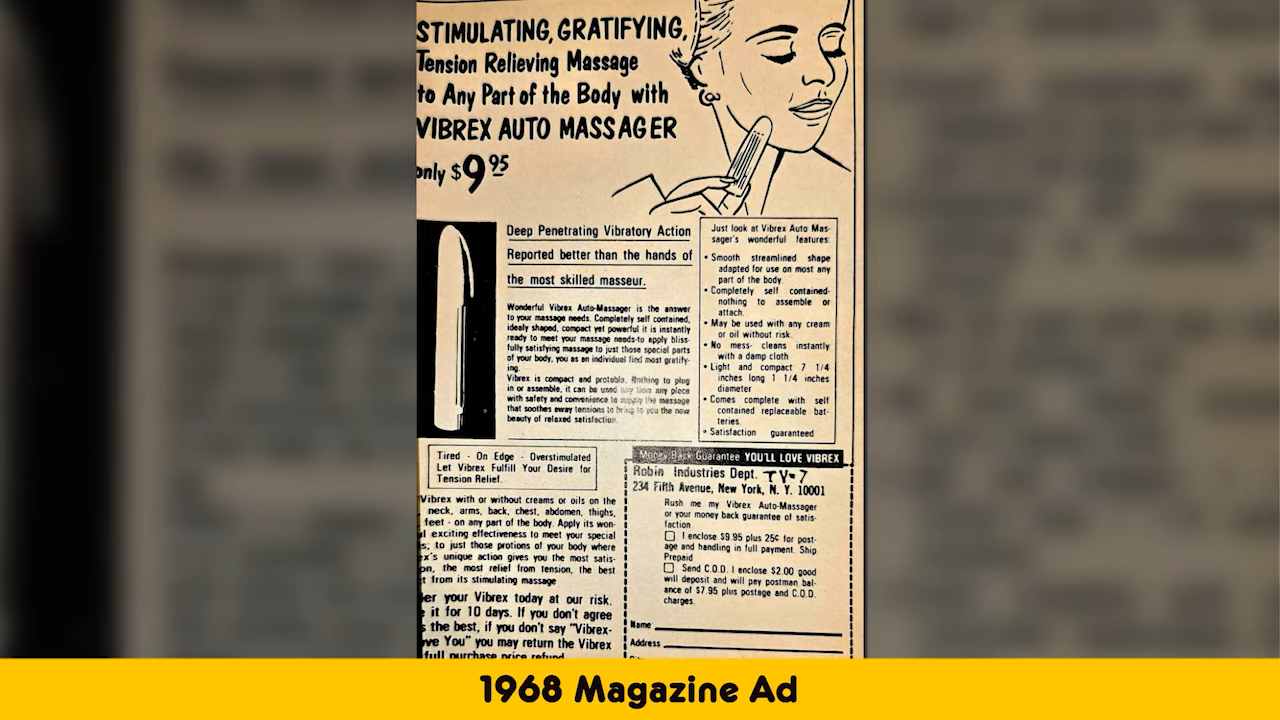 STIMULATING, GRATIFYING,
Tension Relieving Massage
to Any Part of the Body with
VIBREX AUTO MASSAGER
only $9.95
Deep Penetrating Vibratory Action
Reported better than the hands of
the most skilled masseur.
Wonderful Vibrex Auto-Massager is the answer
to your massage needs. Completely self contained,
idealy shaped, compact yet powerful it is instantly
ready to meet your massage needs-to apply bliss-
fully satisfying massage to just those special parts
of your body, you as an individual find most gratify-
ing.
Vibrex is compact and protable. Nothing to plug
in or assemble, it can be used any time any place
with safety and convenience to supply the message
that soothes away tensions to bring to you the new
beauty of relaxed satisfaction.
Just look at Vibrex Auto Mas-
sager's wonderful features:
• Smooth streamlined shape
adapted for use on most any
part of the body.
• Completely self contained-
nothing to assemble or
attach.
• May be used with any cream
or oil without risk.
• No mess- cleans instantly
with a damp cloth
• Light and compact 7 1/4
inches long 1 1/4 inches
diameter
• Comes complete with self
contained replaceable bat-
teries.
• Satisfaction guaranteed
Tired - On Edge - Overstimulated
Let Vibrex Fulfill Your Desire for
Tension Relief.
Vibrex with or without creams or oils on the
neck, arms, back, chest, abdomen, thighs,
feet - on any part of the body. Apply its won-
exciting effectiveness to meet your special
to just those protions of your body where
unique action gives you the most satis-
the most relief from tension, the best
from its stimulating massage
your Vibrex today at our risk.
it for 10 days. If you don't agree
the best, if you don't say "Vibrex-
You" you may return the Vibrex
full purchase price refund.
Money Back Guarantee YOU'LL LOVE VIBREX
Robin Industries Dept. TV-7
234 Fifth Avenue, New York, N. Y. 10001
Rush me my Vibrex Auto-Massager
or your money back guarantee of satis-
faction
I enclose $9.95 plus 25¢ for post-
age and handling in full payment. Ship
Prepaid
Send C.O.D. I enclose $2.00 good
will deposit and will pay postman bal-
ance of $7.95 plus postage and C.O.D.
charges.
Name
Address
1968 Magazine Ad